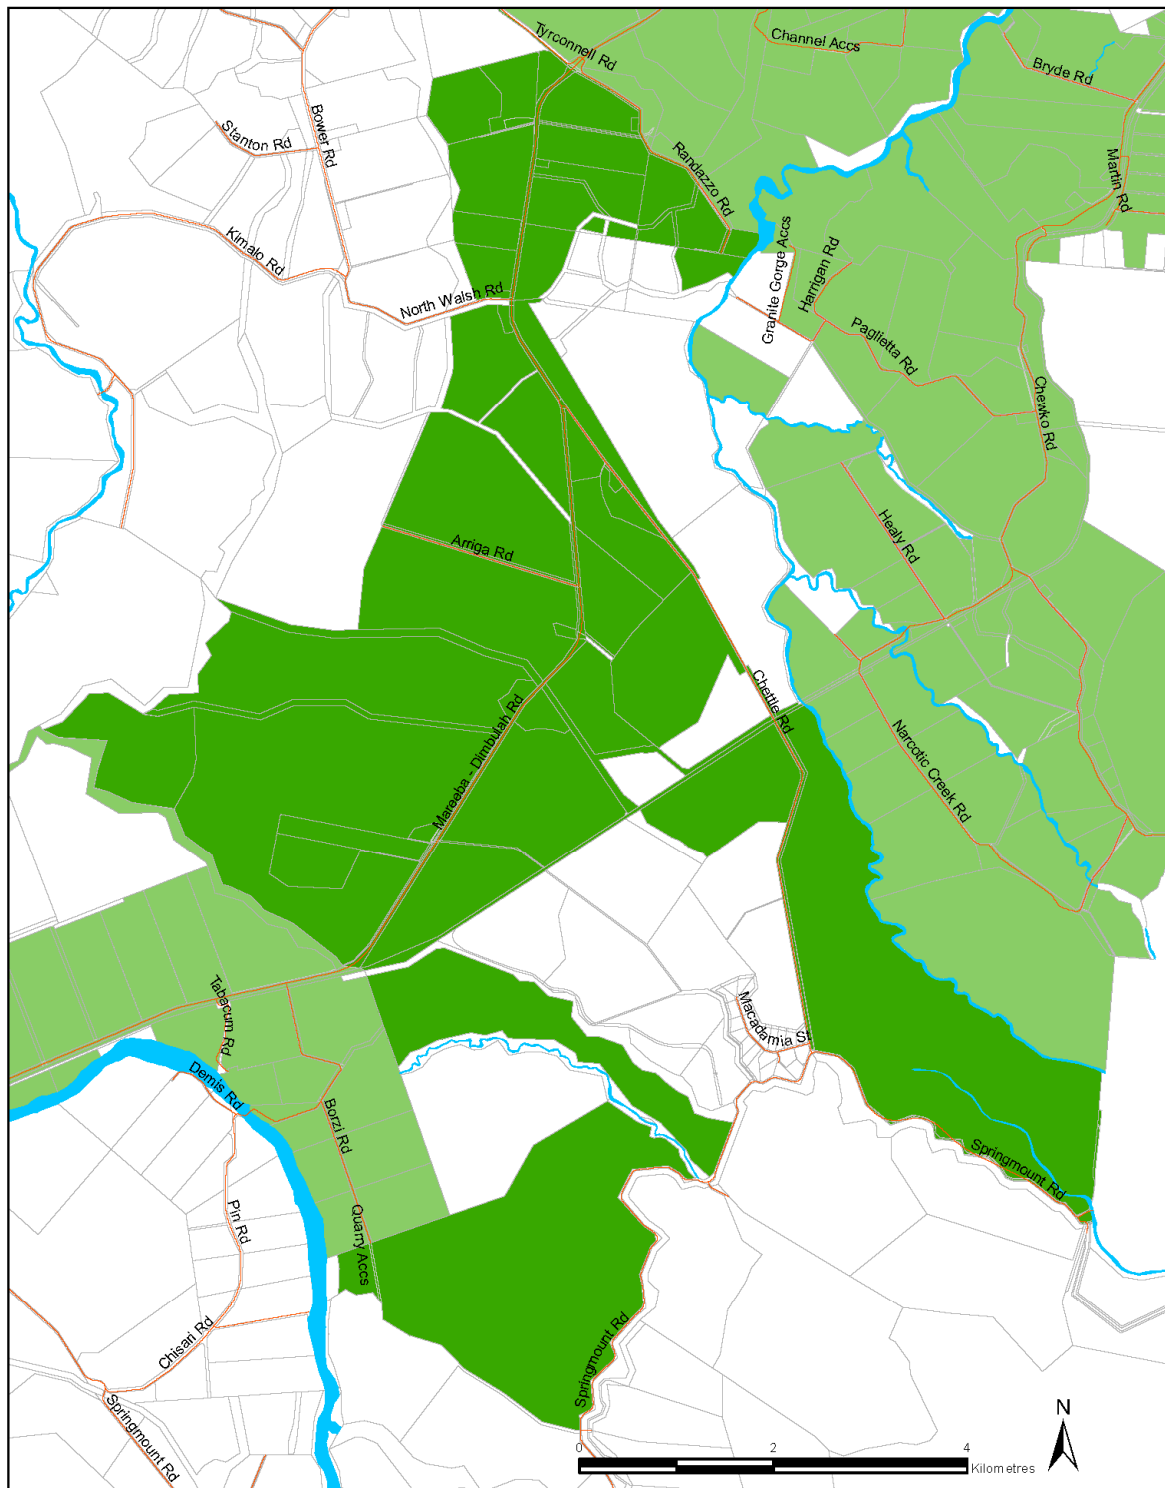 Tyrconnell Rd
Channel Accs
Bryde Rd
Bower Rd
Stanton Rd
Randazzo Rd
Martin Rd
Kimalo Rd
North Walsh Rd
Granite Gorge Accs
Harrigan Rd
Paglietta Rd
Chewko Rd
Healy Rd
Arriga Rd
Chettle Rd
Mareeba - Dimbulah Rd
Narcotic Creek Rd
Tabacum Rd
Macadamia St
Demis Rd
Borzi Rd
Springmount Rd
Pin Rd
Quarry Accs
Chisari Rd
Springmount Rd
Springmount Rd
N
0 2 4
Kilometres